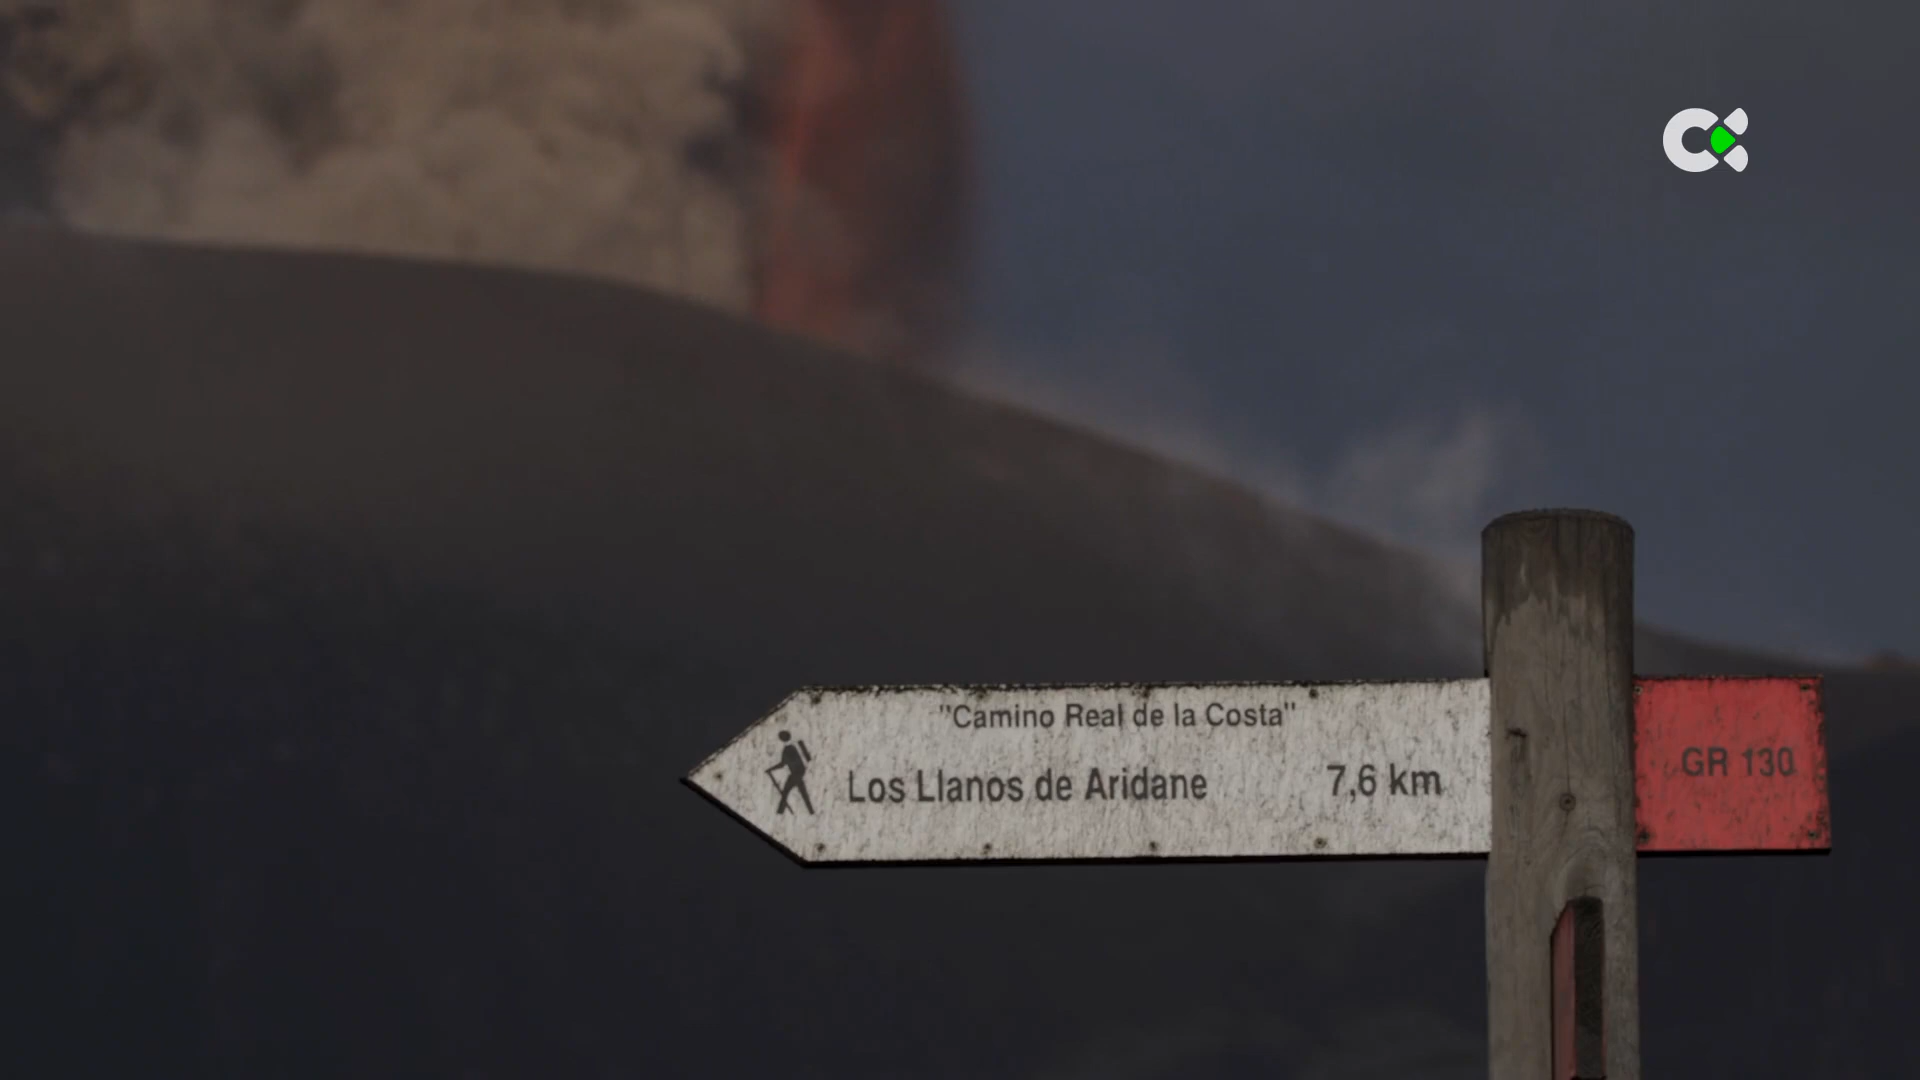 "Camino Real de la Costa"
Los Llanos de Aridane 7,6 km
GR 130